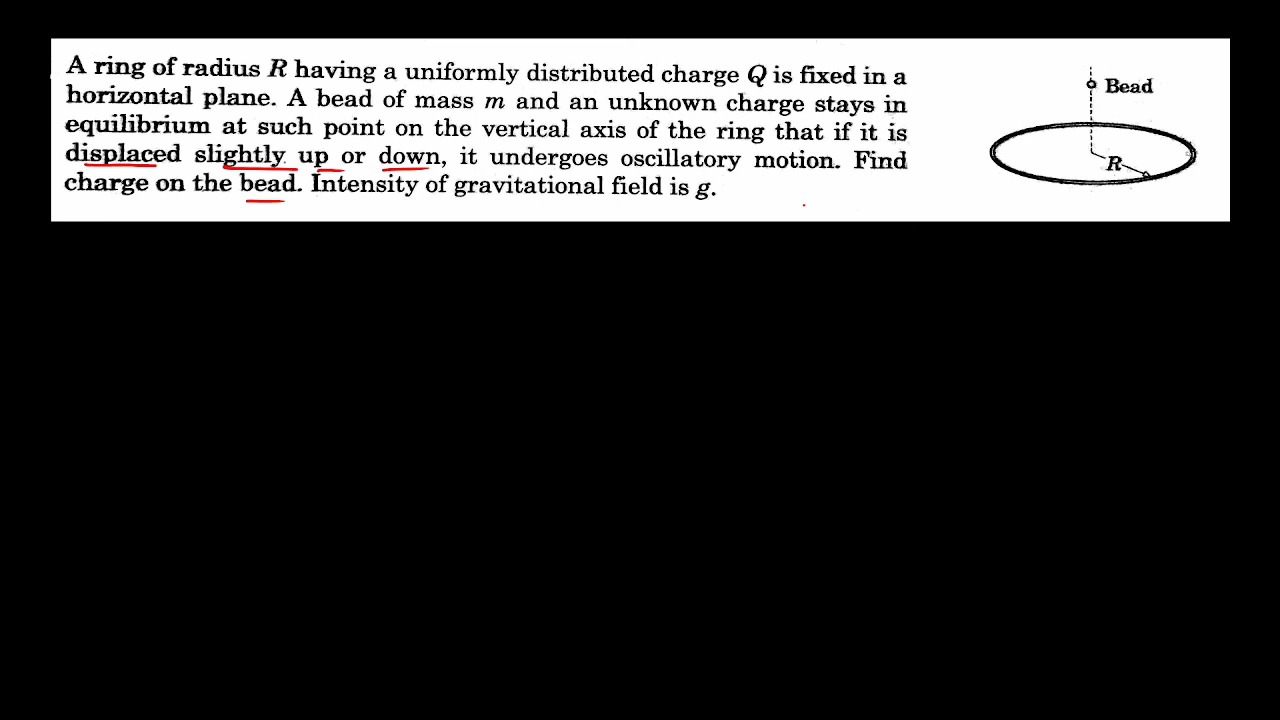 A ring of radius R having a uniformly distributed charge Q is fixed in a
horizontal plane. A bead of mass m and an unknown charge stays in
equilibrium at such point on the vertical axis of the ring that if it is
displaced slightly up or down, it undergoes oscillatory motion. Find
charge on the bead. Intensity of gravitational field is g.
Bead
R